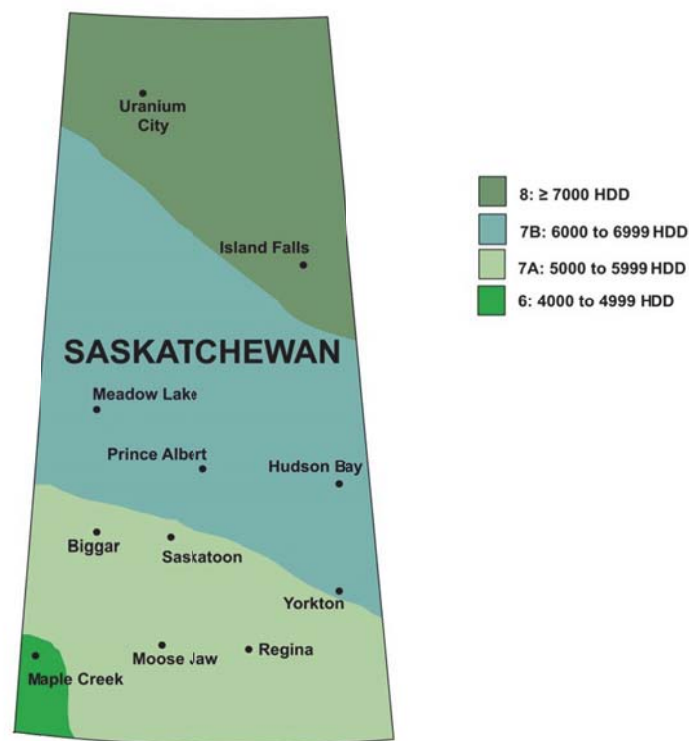 Uranium
City
8: ≥ 7000 HDD
7B: 6000 to 6999 HDD
Island Falls
7A: 5000 to 5999 HDD
6: 4000 to 4999 HDD
SASKATCHEWAN
Meadow Lake
Prince Albert
Hudson Bay
Biggar
Saskatoon
Yorkton
Moose Jaw
Regina
Maple Creek